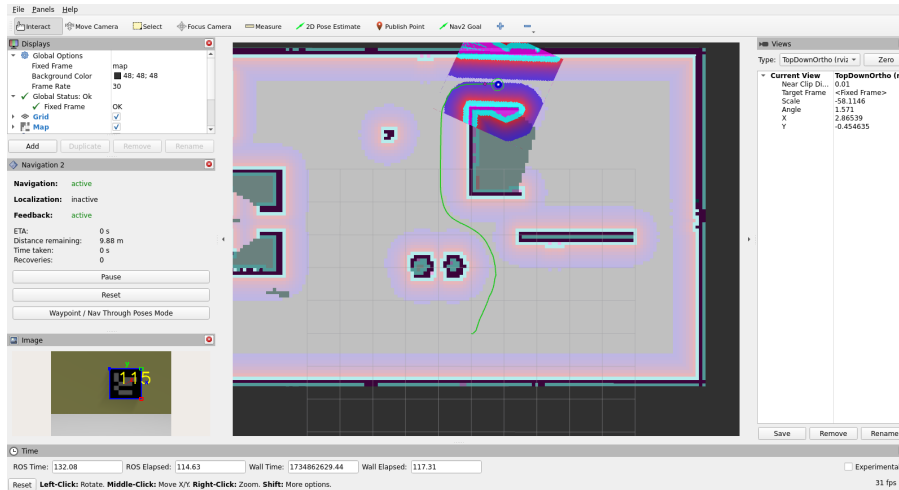 File Panels Help
Interact Move Camera Select Focus Camera Measure 2D Pose Estimate Publish Point Nav2 Goal
Displays
Global Options
Fixed Frame map
Background Color 48; 48; 48
Frame Rate 30
Global Status: Ok
Fixed Frame OK
Grid
Map
Add Duplicate Remove Rename
Navigation 2
Navigation: active
Localization: inactive
Feedback: active
ETA: 0 s
Distance remaining: 9.88 m
Time taken: 0 s
Recoveries: 0
Pause
Reset
Waypoint / Nav Through Poses Mode
Image
115
Views
Type: TopDownOrtho (rviz Zero
Current View TopDownOrtho (r
Near Clip Di... 0.01
Target Frame <Fixed Frame>
Scale -58.1146
Angle 1.571
X 2.86539
Y -0.454635
Save Remove Rename
Time
ROS Time: 132.08 ROS Elapsed: 114.63 Wall Time: 1734862629.44 Wall Elapsed: 117.31 Experimenta
Reset Left-Click: Rotate. Middle-Click: Move X/Y. Right-Click: Zoom. Shift: More options. 31 fps